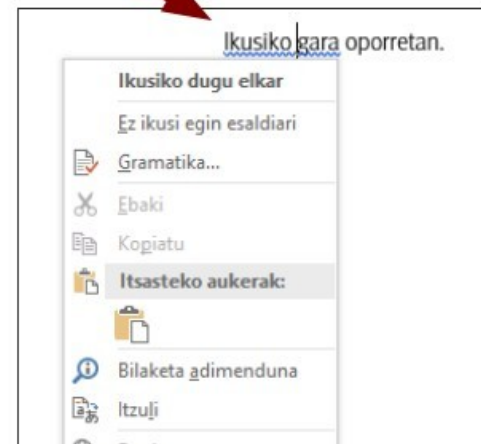 Ikusiko gara oporretan.
Ikusiko dugu elkar
Ez ikusi egin esaldiari
Gramatika...
Ebaki
Kopiatu
Itsasteko aukerak:
Bilaketa adimenduna
Itzuli